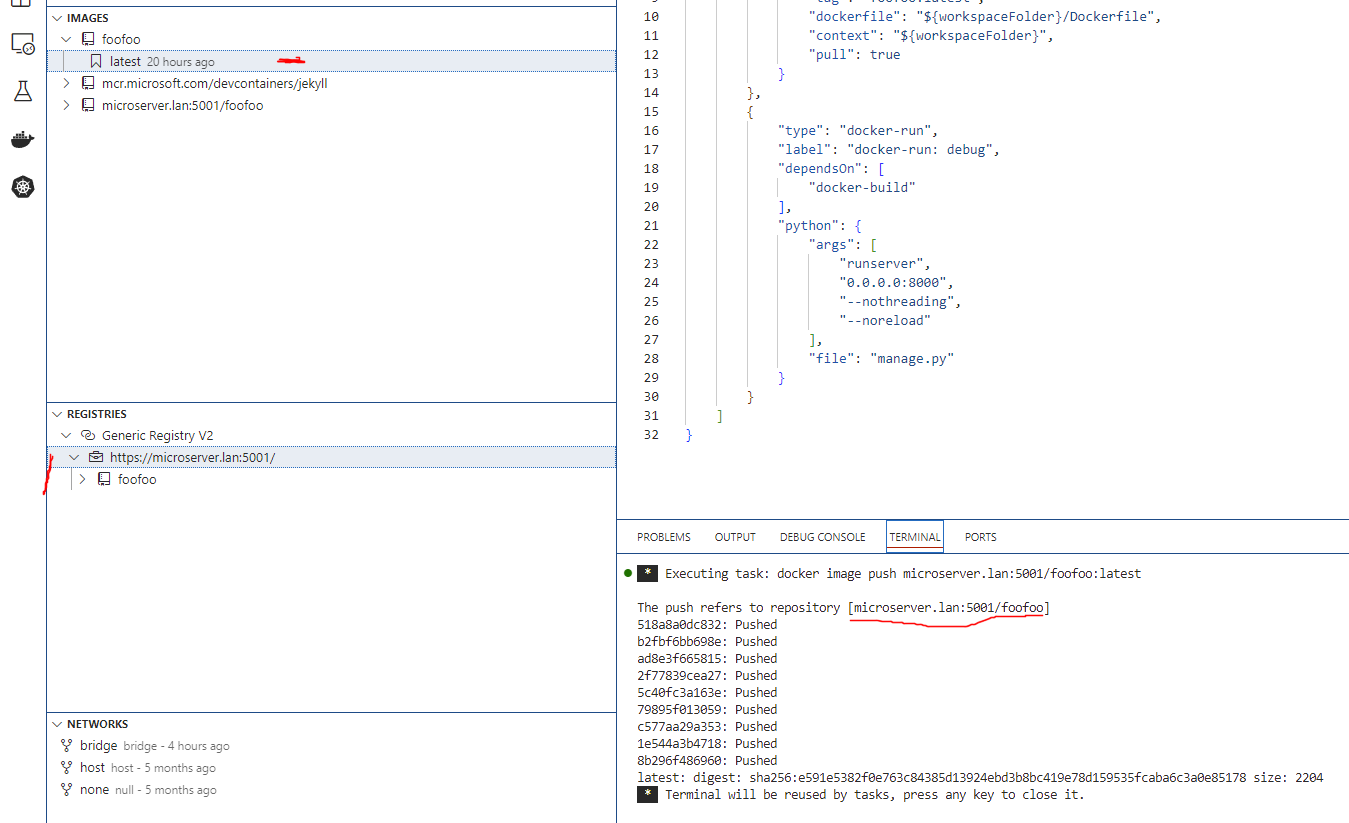 IMAGES
foofoo
latest 20 hours ago
mcr.microsoft.com/devcontainers/jekyll
microserver.lan:5001/foofoo
REGISTRIES
Generic Registry V2
https://microserver.lan:5001/
foofoo
NETWORKS
bridge bridge - 4 hours ago
host host - 5 months ago
none null - 5 months ago
10 "dockerfile": "${workspaceFolder}/Dockerfile",
11 "context": "${workspaceFolder}",
12 "pull": true
13 }
14 },
15 {
16 "type": "docker-run",
17 "label": "docker-run: debug",
18 "dependsOn": [
19 "docker-build"
20 ],
21 "python": {
22 "args": [
23 "runserver",
24 "0.0.0.0:8000",
25 "--nothreading",
26 "--noreload"
27 ],
28 "file": "manage.py"
29 }
30 }
31 ]
32 }
PROBLEMS OUTPUT DEBUG CONSOLE TERMINAL PORTS
* Executing task: docker image push microserver.lan:5001/foofoo:latest
The push refers to repository [microserver.lan:5001/foofoo]
518a8a0dc832: Pushed
b2fbf6bb698e: Pushed
ad8e3f665815: Pushed
2f77839cea27: Pushed
5c40fc3a163e: Pushed
79895f013059: Pushed
c577aa29a353: Pushed
1e544a3b4718: Pushed
8b296f486960: Pushed
latest: digest: sha256:e591e5382f0e763c84385d13924ebd3b8bc419e78d159535fcaba6c3a0e85178 size: 2204
* Terminal will be reused by tasks, press any key to close it.